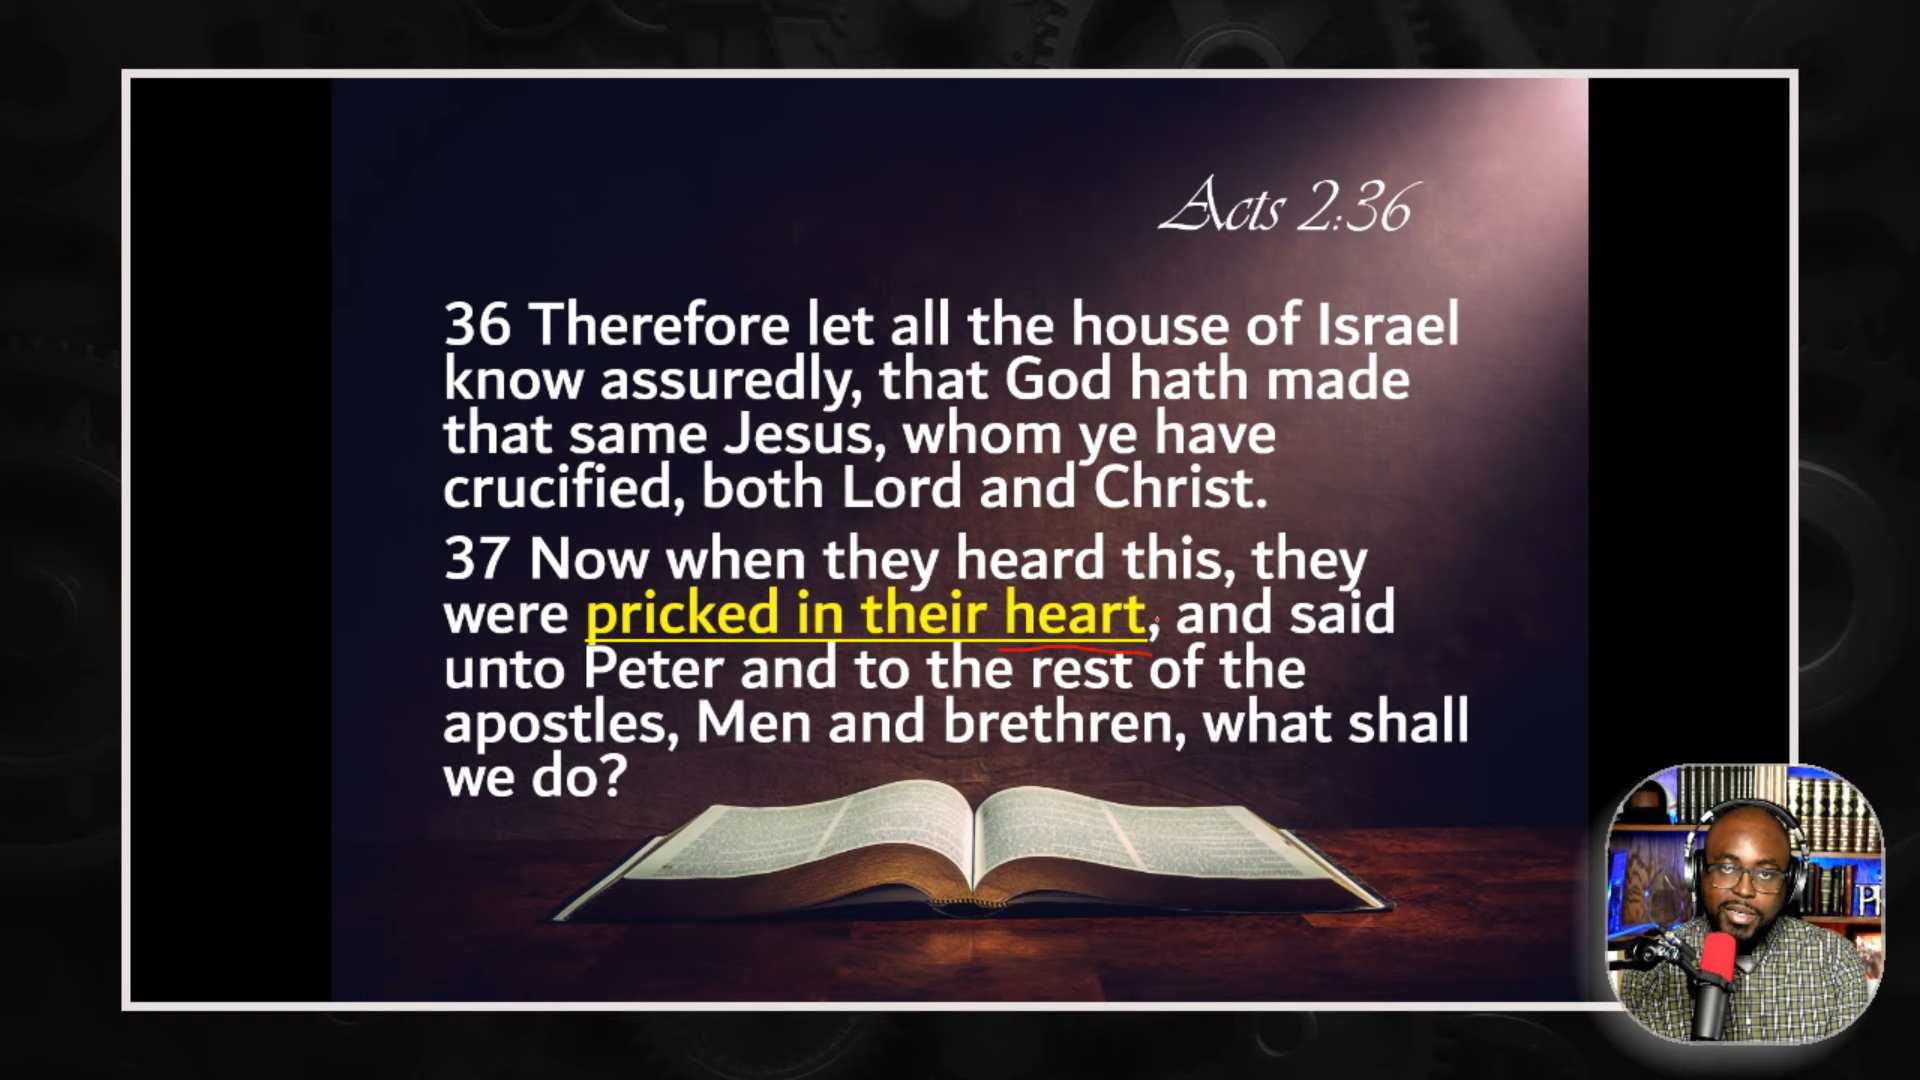 Acts 2:36
36 Therefore let all the house of Israel
know assuredly, that God hath made
that same Jesus, whom ye have
crucified, both Lord and Christ.
37 Now when they heard this, they
were pricked in their heart, and said
unto Peter and to the rest of the
apostles, Men and brethren, what shall
we do?